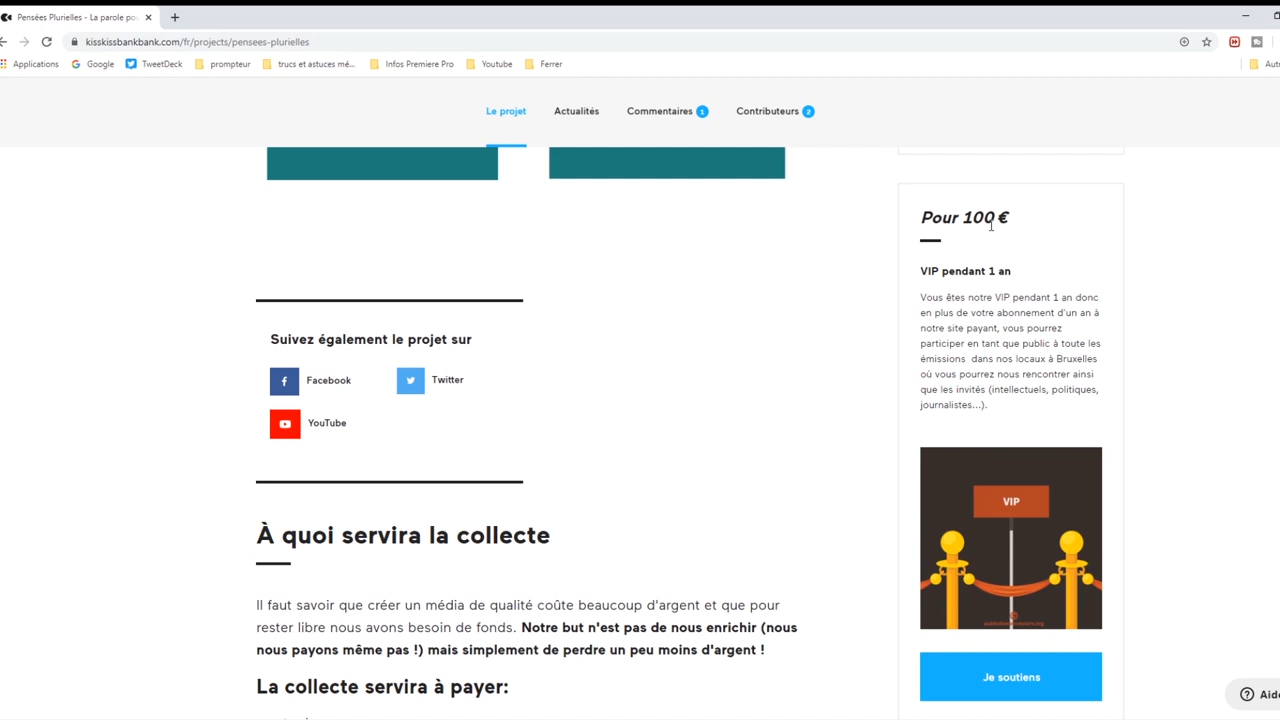 Pensées Plurielles - La parole po
kisskissbankbank.com/fr/projects/pensees-plurielles
Applications Google TweetDeck prompteur trucs et astuces mé... Infos Premiere Pro Youtube Ferrer Aut
Le projet Actualités Commentaires 1 Contributeurs 2
Pour 100 €
VIP pendant 1 an
Vous êtes notre VIP pendant 1 an donc
en plus de votre abonnement d'un an à
notre site payant, vous pourrez
participer en tant que public à toute les
émissions dans nos locaux à Bruxelles
où vous pourrez nous rencontrer ainsi
que les invités (intellectuels, politiques,
journalistes...).
VIP
Je soutiens
Suivez également le projet sur
Facebook Twitter
YouTube
À quoi servira la collecte
Il faut savoir que créer un média de qualité coûte beaucoup d'argent et que pour
rester libre nous avons besoin de fonds. Notre but n'est pas de nous enrichir (nous
nous payons même pas !) mais simplement de perdre un peu moins d'argent !
La collecte servira à payer:
Aide